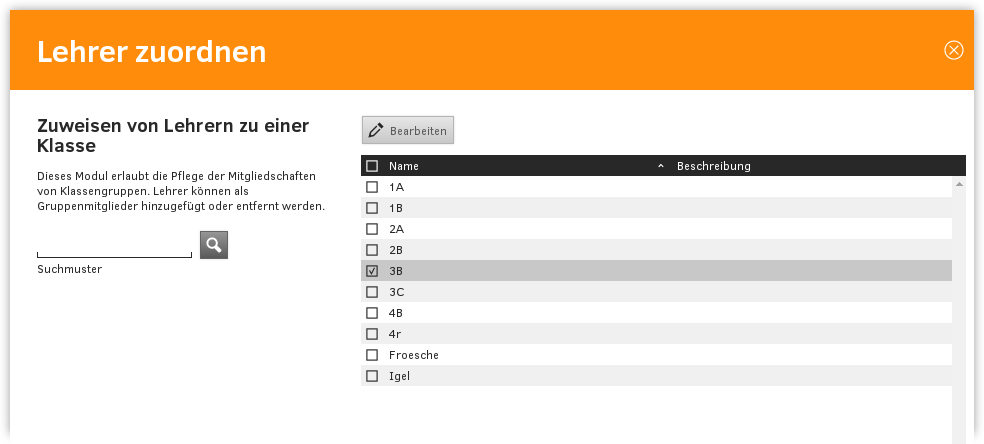 Lehrer zuordnen
Zuweisen von Lehrern zu einer
Klasse
Dieses Modul erlaubt die Pflege der Mitgliedschaften
von Klassengruppen. Lehrer können als
Gruppenmitglieder hinzugefügt oder entfernt werden.
Suchmuster
Bearbeiten
Name Beschreibung
1A
1B
2A
2B
3B
3C
4B
4r
Froesche
Igel